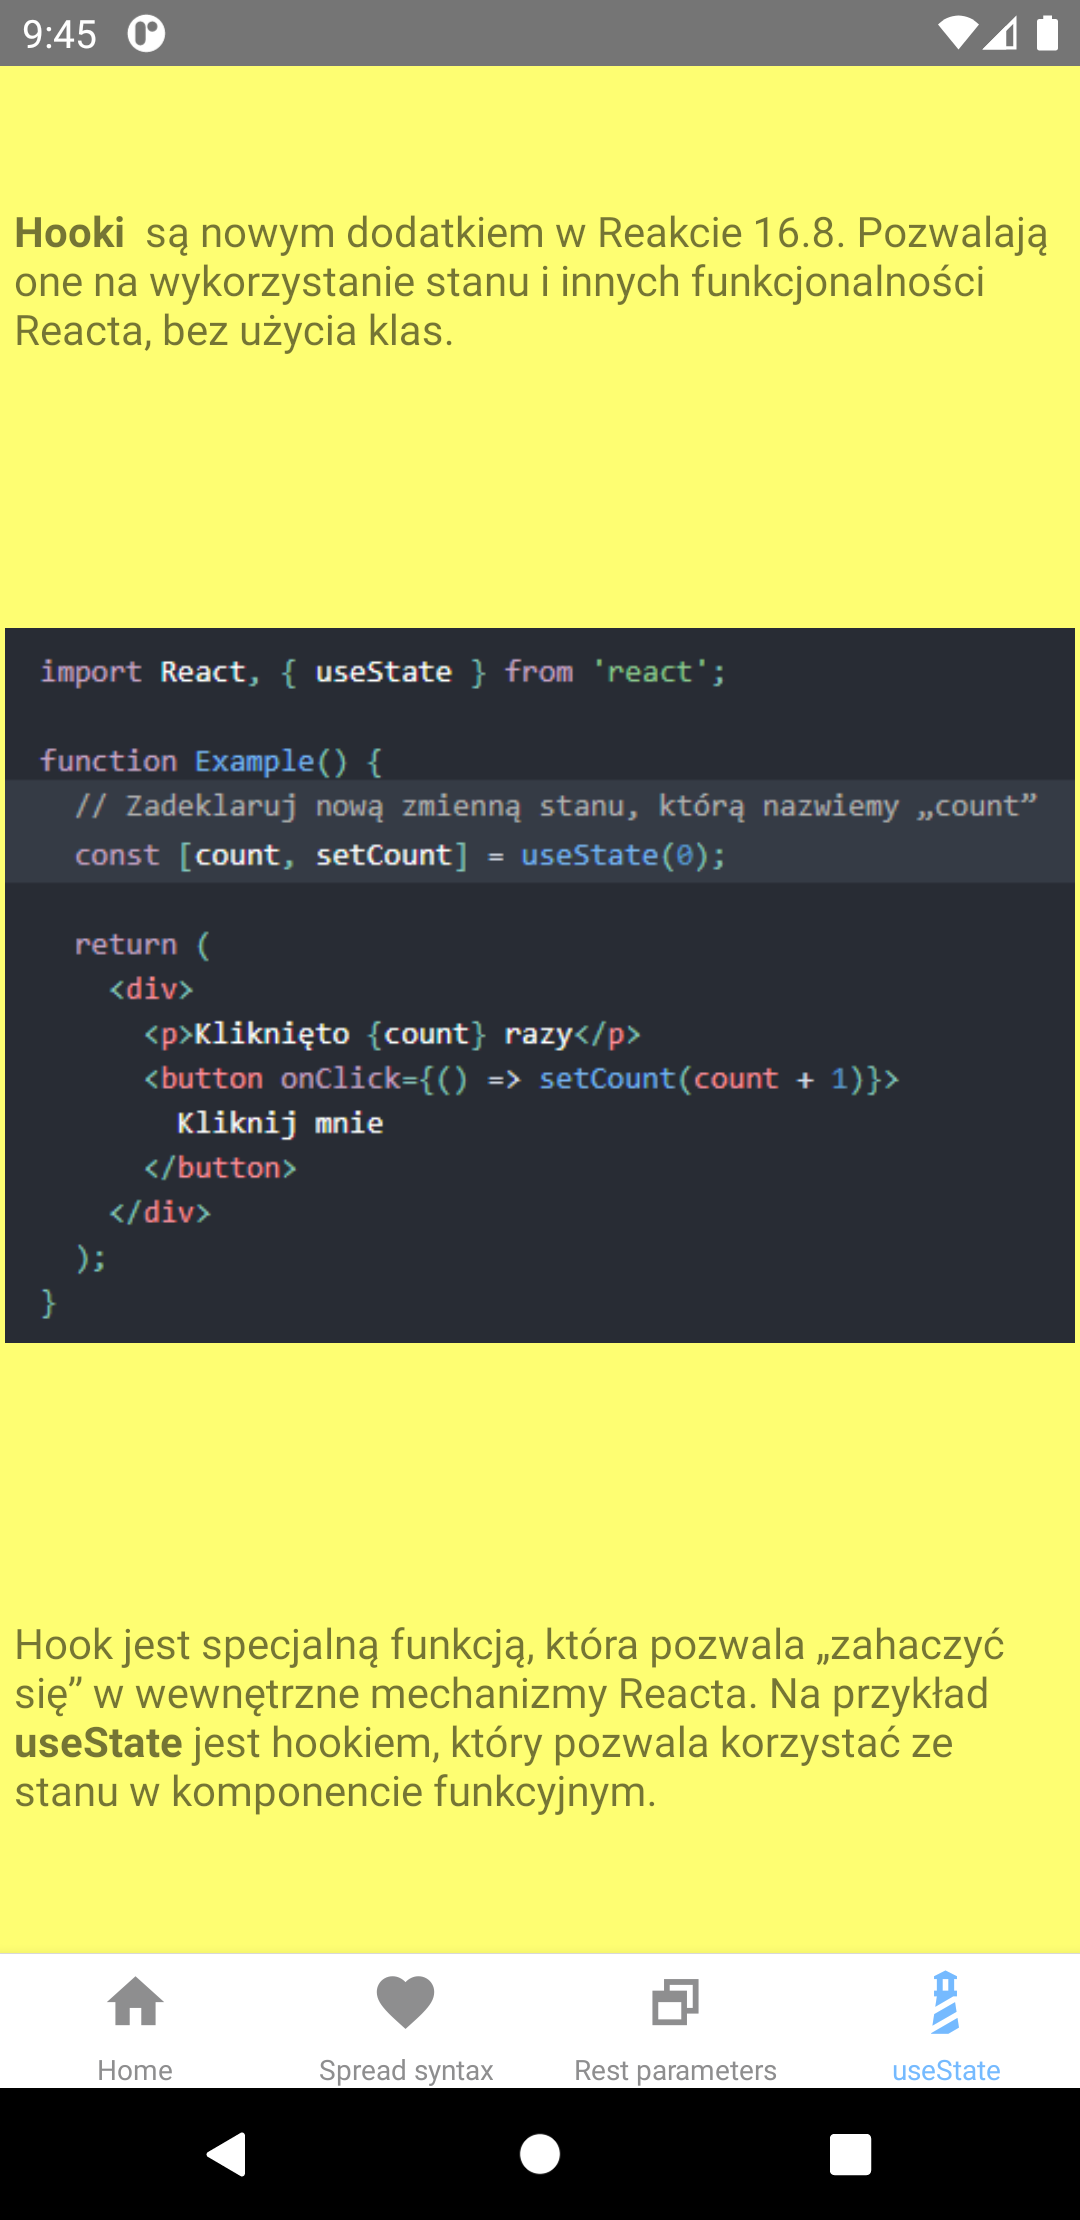 9:45
Hooki są nowym dodatkiem w Reakcie 16.8. Pozwalają
one na wykorzystanie stanu i innych funkcjonalności
Reacta, bez użycia klas.
import React, { useState } from 'react';
function Example() {
// Zadeklaruj nową zmienną stanu, którą nazwiemy „count”
const [count, setCount] = useState(0);
return (
<div>
<p>Kliknięto {count} razy</p>
<button onClick={() => setCount(count + 1)}>
Kliknij mnie
</button>
</div>
);
}
Hook jest specjalną funkcją, która pozwala „zahaczyć
się” w wewnętrzne mechanizmy Reacta. Na przykład
useState jest hookiem, który pozwala korzystać ze
stanu w komponencie funkcyjnym.
Home
Spread syntax
Rest parameters
useState